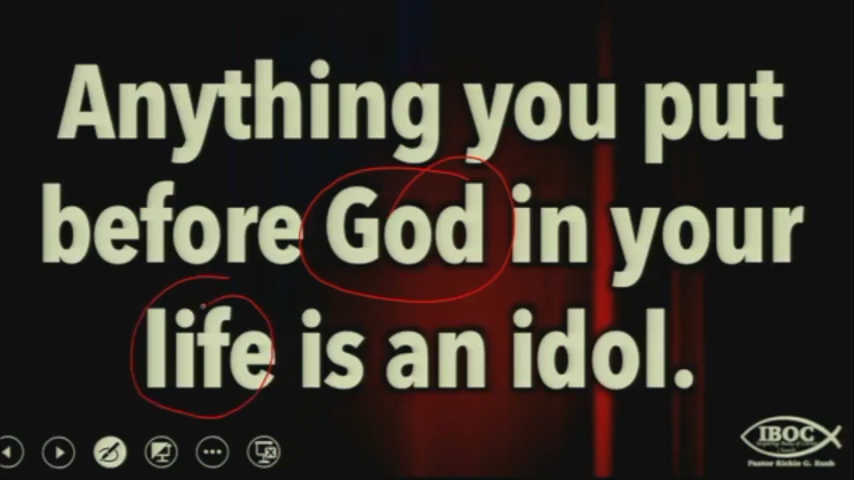 Anything you put
before God in your
life is an idol.
IBOC
Pastor Rickie G. Rush